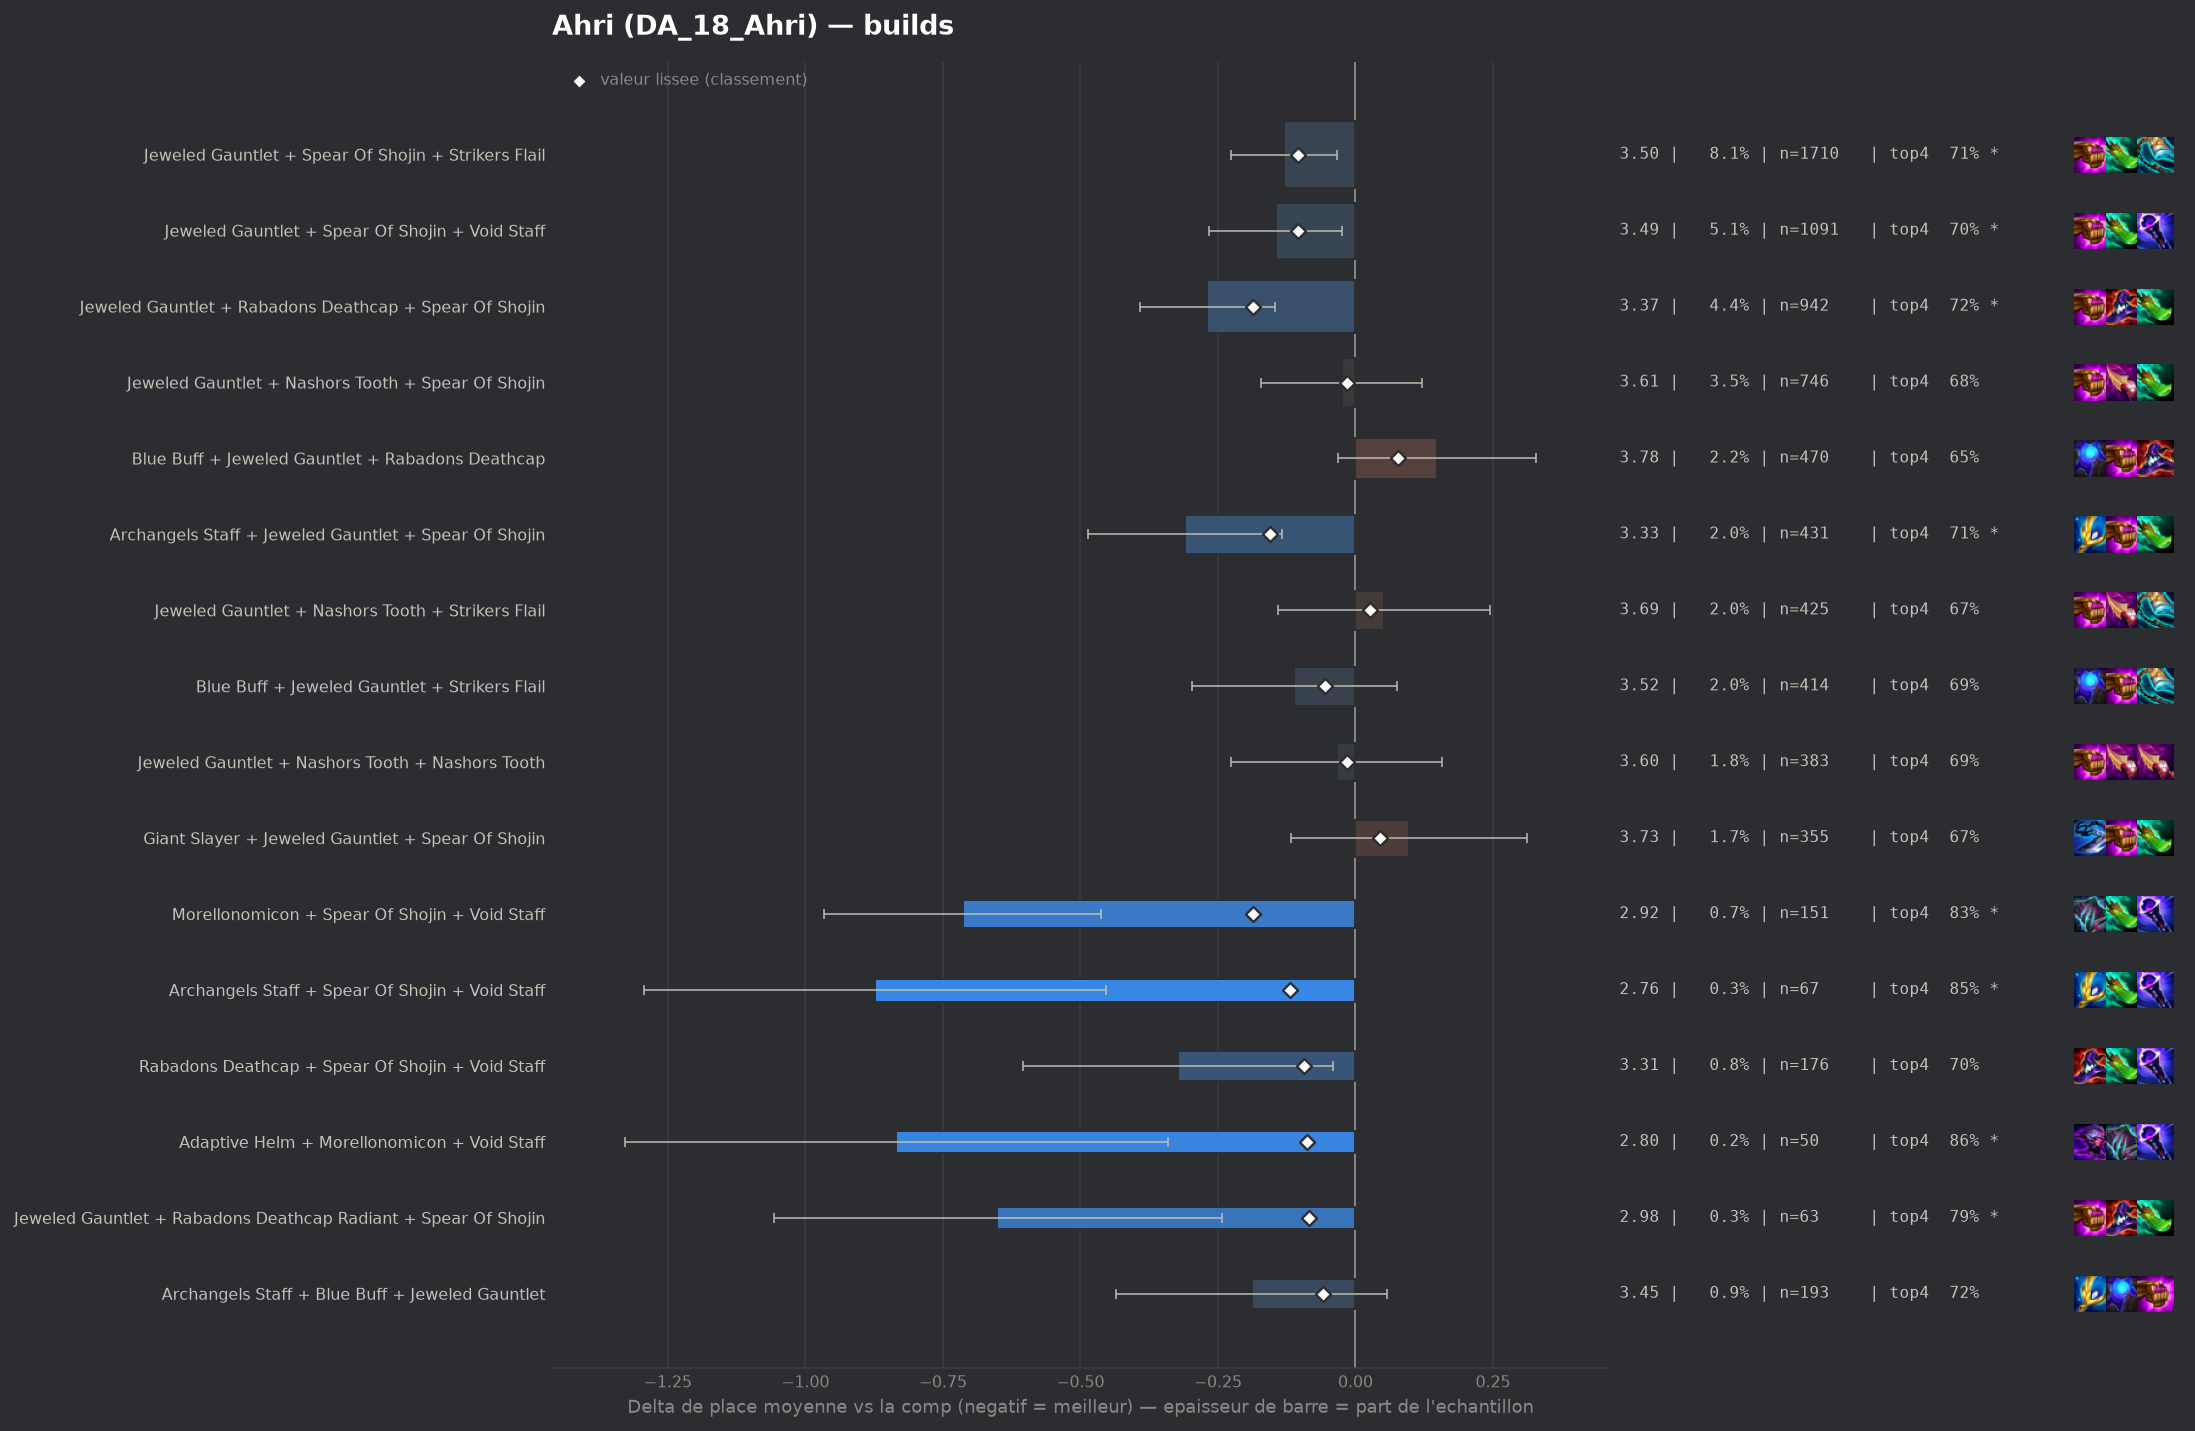 Ahri (DA_18_Ahri) — builds
valeur lissee (classement)
Jeweled Gauntlet + Spear Of Shojin + Strikers Flail 3.50 | 8.1% | n=1710 | top4 71% *
Jeweled Gauntlet + Spear Of Shojin + Void Staff 3.49 | 5.1% | n=1091 | top4 70% *
Jeweled Gauntlet + Rabadons Deathcap + Spear Of Shojin 3.37 | 4.4% | n=942 | top4 72% *
Jeweled Gauntlet + Nashors Tooth + Spear Of Shojin 3.61 | 3.5% | n=746 | top4 68%
Blue Buff + Jeweled Gauntlet + Rabadons Deathcap 3.78 | 2.2% | n=470 | top4 65%
Archangels Staff + Jeweled Gauntlet + Spear Of Shojin 3.33 | 2.0% | n=431 | top4 71% *
Jeweled Gauntlet + Nashors Tooth + Strikers Flail 3.69 | 2.0% | n=425 | top4 67%
Blue Buff + Jeweled Gauntlet + Strikers Flail 3.52 | 2.0% | n=414 | top4 69%
Jeweled Gauntlet + Nashors Tooth + Nashors Tooth 3.60 | 1.8% | n=383 | top4 69%
Giant Slayer + Jeweled Gauntlet + Spear Of Shojin 3.73 | 1.7% | n=355 | top4 67%
Morellonomicon + Spear Of Shojin + Void Staff 2.92 | 0.7% | n=151 | top4 83% *
Archangels Staff + Spear Of Shojin + Void Staff 2.76 | 0.3% | n=67 | top4 85% *
Rabadons Deathcap + Spear Of Shojin + Void Staff 3.31 | 0.8% | n=176 | top4 70%
Adaptive Helm + Morellonomicon + Void Staff 2.80 | 0.2% | n=50 | top4 86% *
Jeweled Gauntlet + Rabadons Deathcap Radiant + Spear Of Shojin 2.98 | 0.3% | n=63 | top4 79% *
Archangels Staff + Blue Buff + Jeweled Gauntlet 3.45 | 0.9% | n=193 | top4 72%
−1.25 −1.00 −0.75 −0.50 −0.25 0.00 0.25
Delta de place moyenne vs la comp (negatif = meilleur) — epaisseur de barre = part de l'echantillon